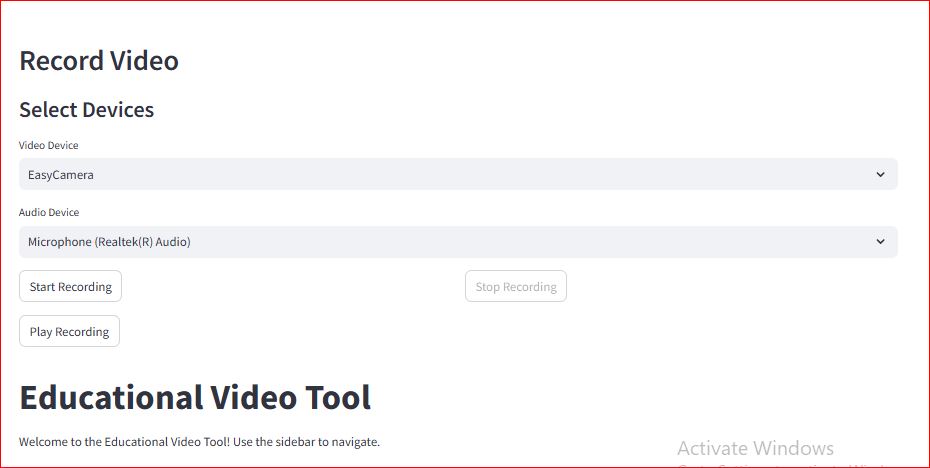 Record Video
Select Devices
Video Device
EasyCamera
Audio Device
Microphone (Realtek(R) Audio)
Start Recording
Stop Recording
Play Recording
Educational Video Tool
Welcome to the Educational Video Tool! Use the sidebar to navigate.
Activate Windows